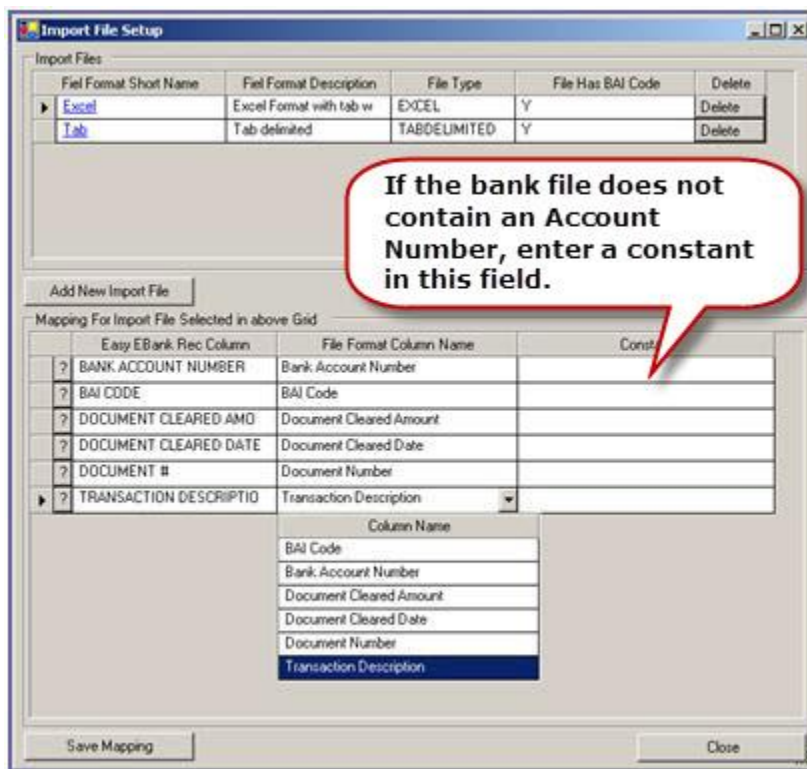 Import File Setup
Import Files
Fiel Format Short Name Fiel Format Description File Type File Has BAI Code Delete
Excel Excel Format with tab w EXCEL Y Delete
Tab Tab delimited TABDELIMITED Y Delete
If the bank file does not
contain an Account
Number, enter a constant
in this field.
Add New Import File
Mapping For Import File Selected in above Grid
Easy EBank Rec Column File Format Column Name Const
? BANK ACCOUNT NUMBER Bank Account Number
? BAI CODE BAI Code
? DOCUMENT CLEARED AMO Document Cleared Amount
? DOCUMENT CLEARED DATE Document Cleared Date
? DOCUMENT # Document Number
? TRANSACTION DESCRIPTIO Transaction Description
Column Name
BAI Code
Bank Account Number
Document Cleared Amount
Document Cleared Date
Document Number
Transaction Description
Save Mapping Close